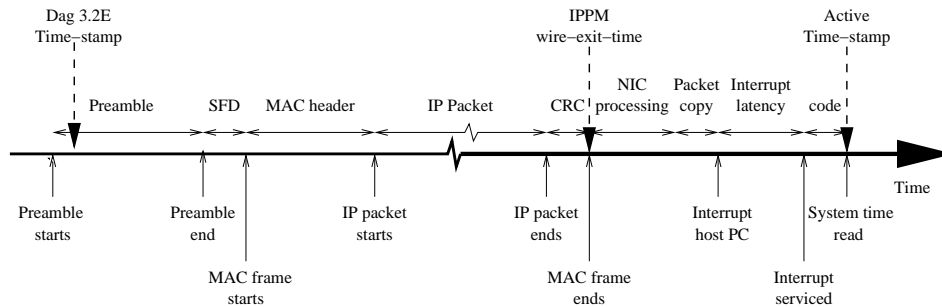 Dag 3.2E
Time-stamp
IPPM
wire-exit-time
Active
Time-stamp
Preamble
SFD
MAC header
IP Packet
CRC
NIC
processing
Packet
copy
Interrupt
latency
code
Time
Preamble
starts
Preamble
end
IP packet
starts
IP packet
ends
Interrupt
host PC
System time
read
MAC frame
starts
MAC frame
ends
Interrupt
serviced